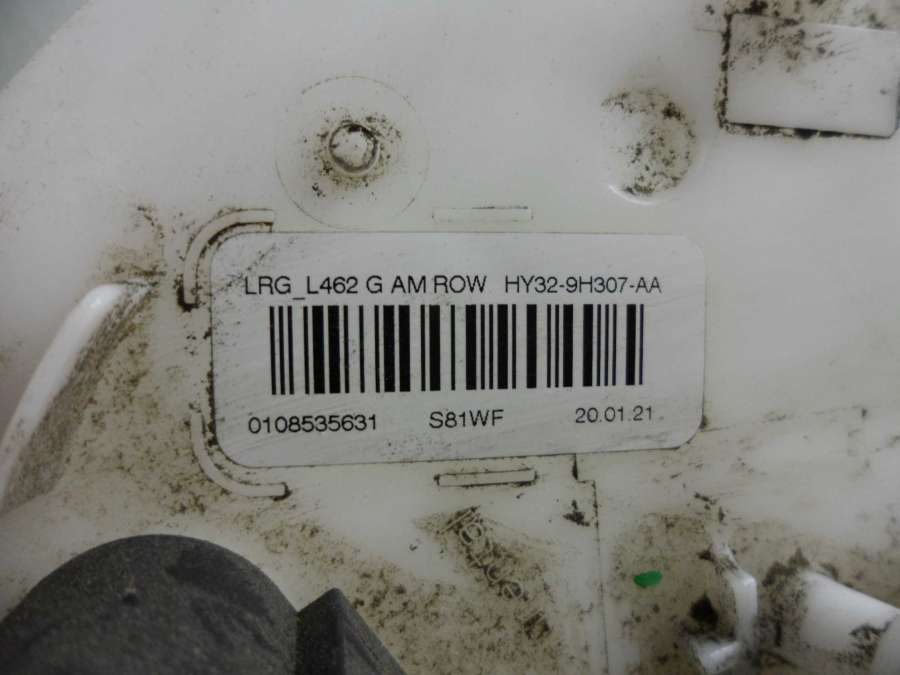 LRG_L462 G AM ROW HY32-9H307-AA
0108535631 S81WF 20.01.21